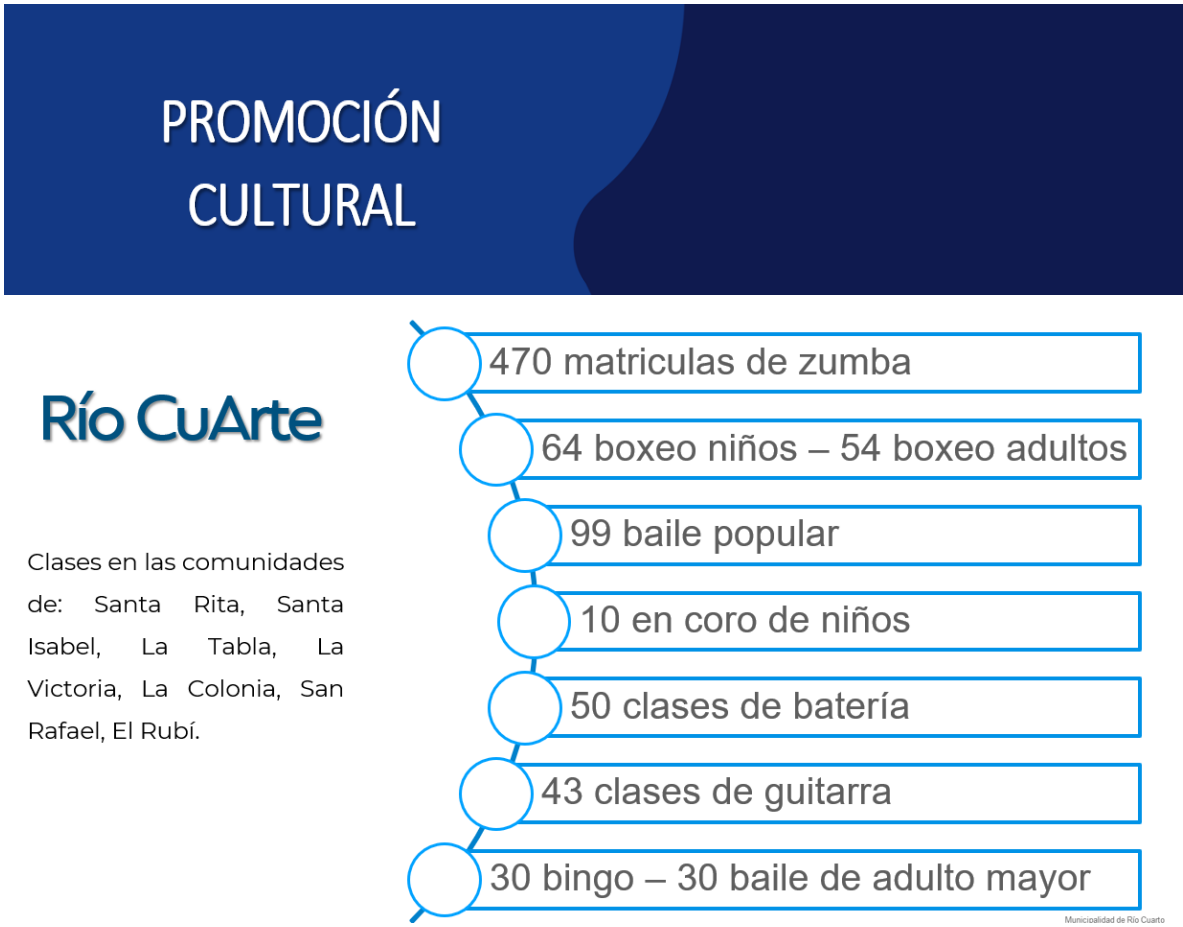 PROMOCIÓN
CULTURAL
Río CuArte
Clases en las comunidades
de: Santa Rita, Santa
Isabel, La Tabla, La
Victoria, La Colonia, San
Rafael, El Rubí.
470 matriculas de zumba
64 boxeo niños – 54 boxeo adultos
99 baile popular
10 en coro de niños
50 clases de batería
43 clases de guitarra
30 bingo – 30 baile de adulto mayor
Municipalidad de Río Cuarto